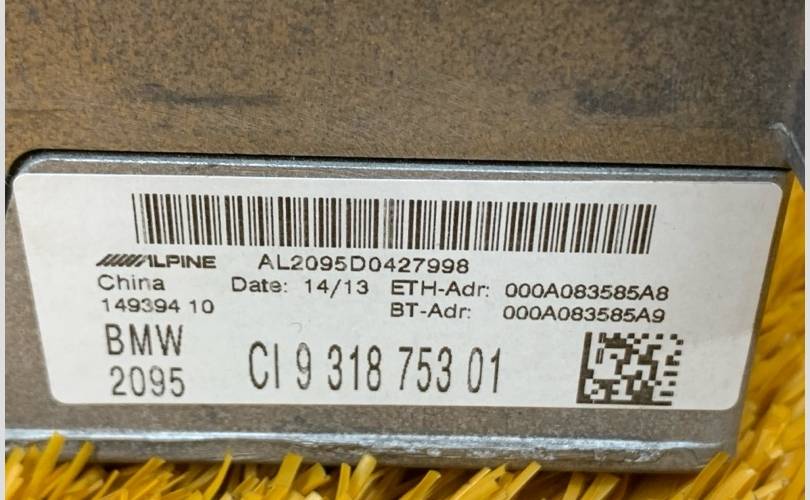 ALPINE AL2095D0427998
China Date: 14/13 ETH-Adr: 000A083585A8
149394 10 BT-Adr: 000A083585A9
BMW
2095 CI 9 318 753 01